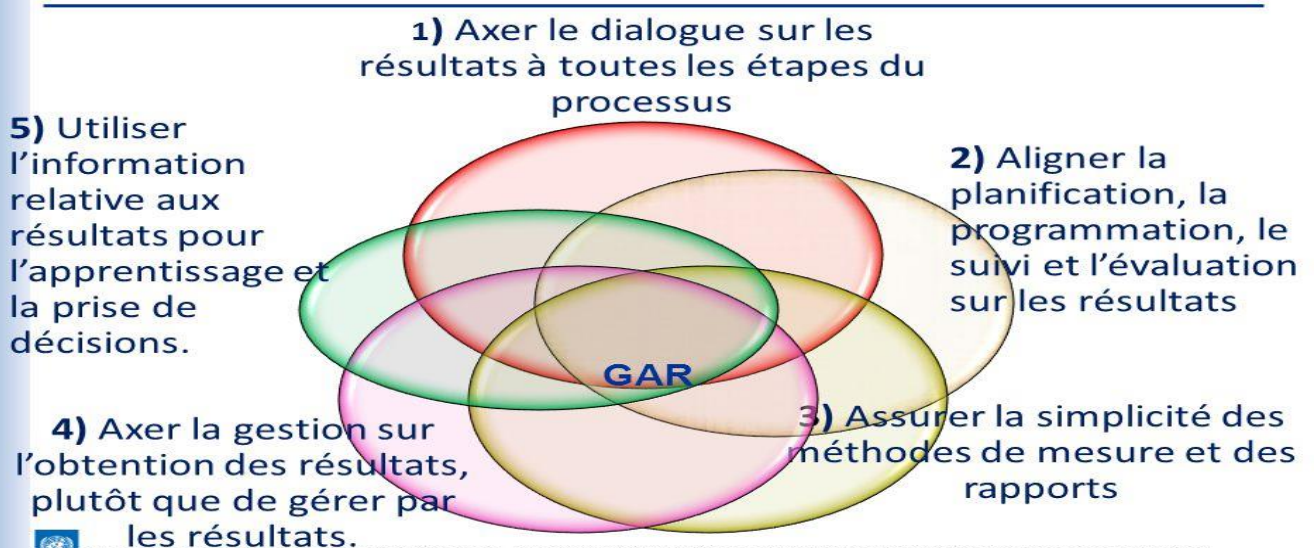 1) Axer le dialogue sur les
résultats à toutes les étapes du
processus
2) Aligner la
planification, la
programmation, le
suivi et l’évaluation
sur les résultats
3) Assurer la simplicité des
méthodes de mesure et des
rapports
4) Axer la gestion sur
l’obtention des résultats,
plutôt que de gérer par
les résultats.
5) Utiliser
l’information
relative aux
résultats pour
l’apprentissage et
la prise de
décisions.
GAR